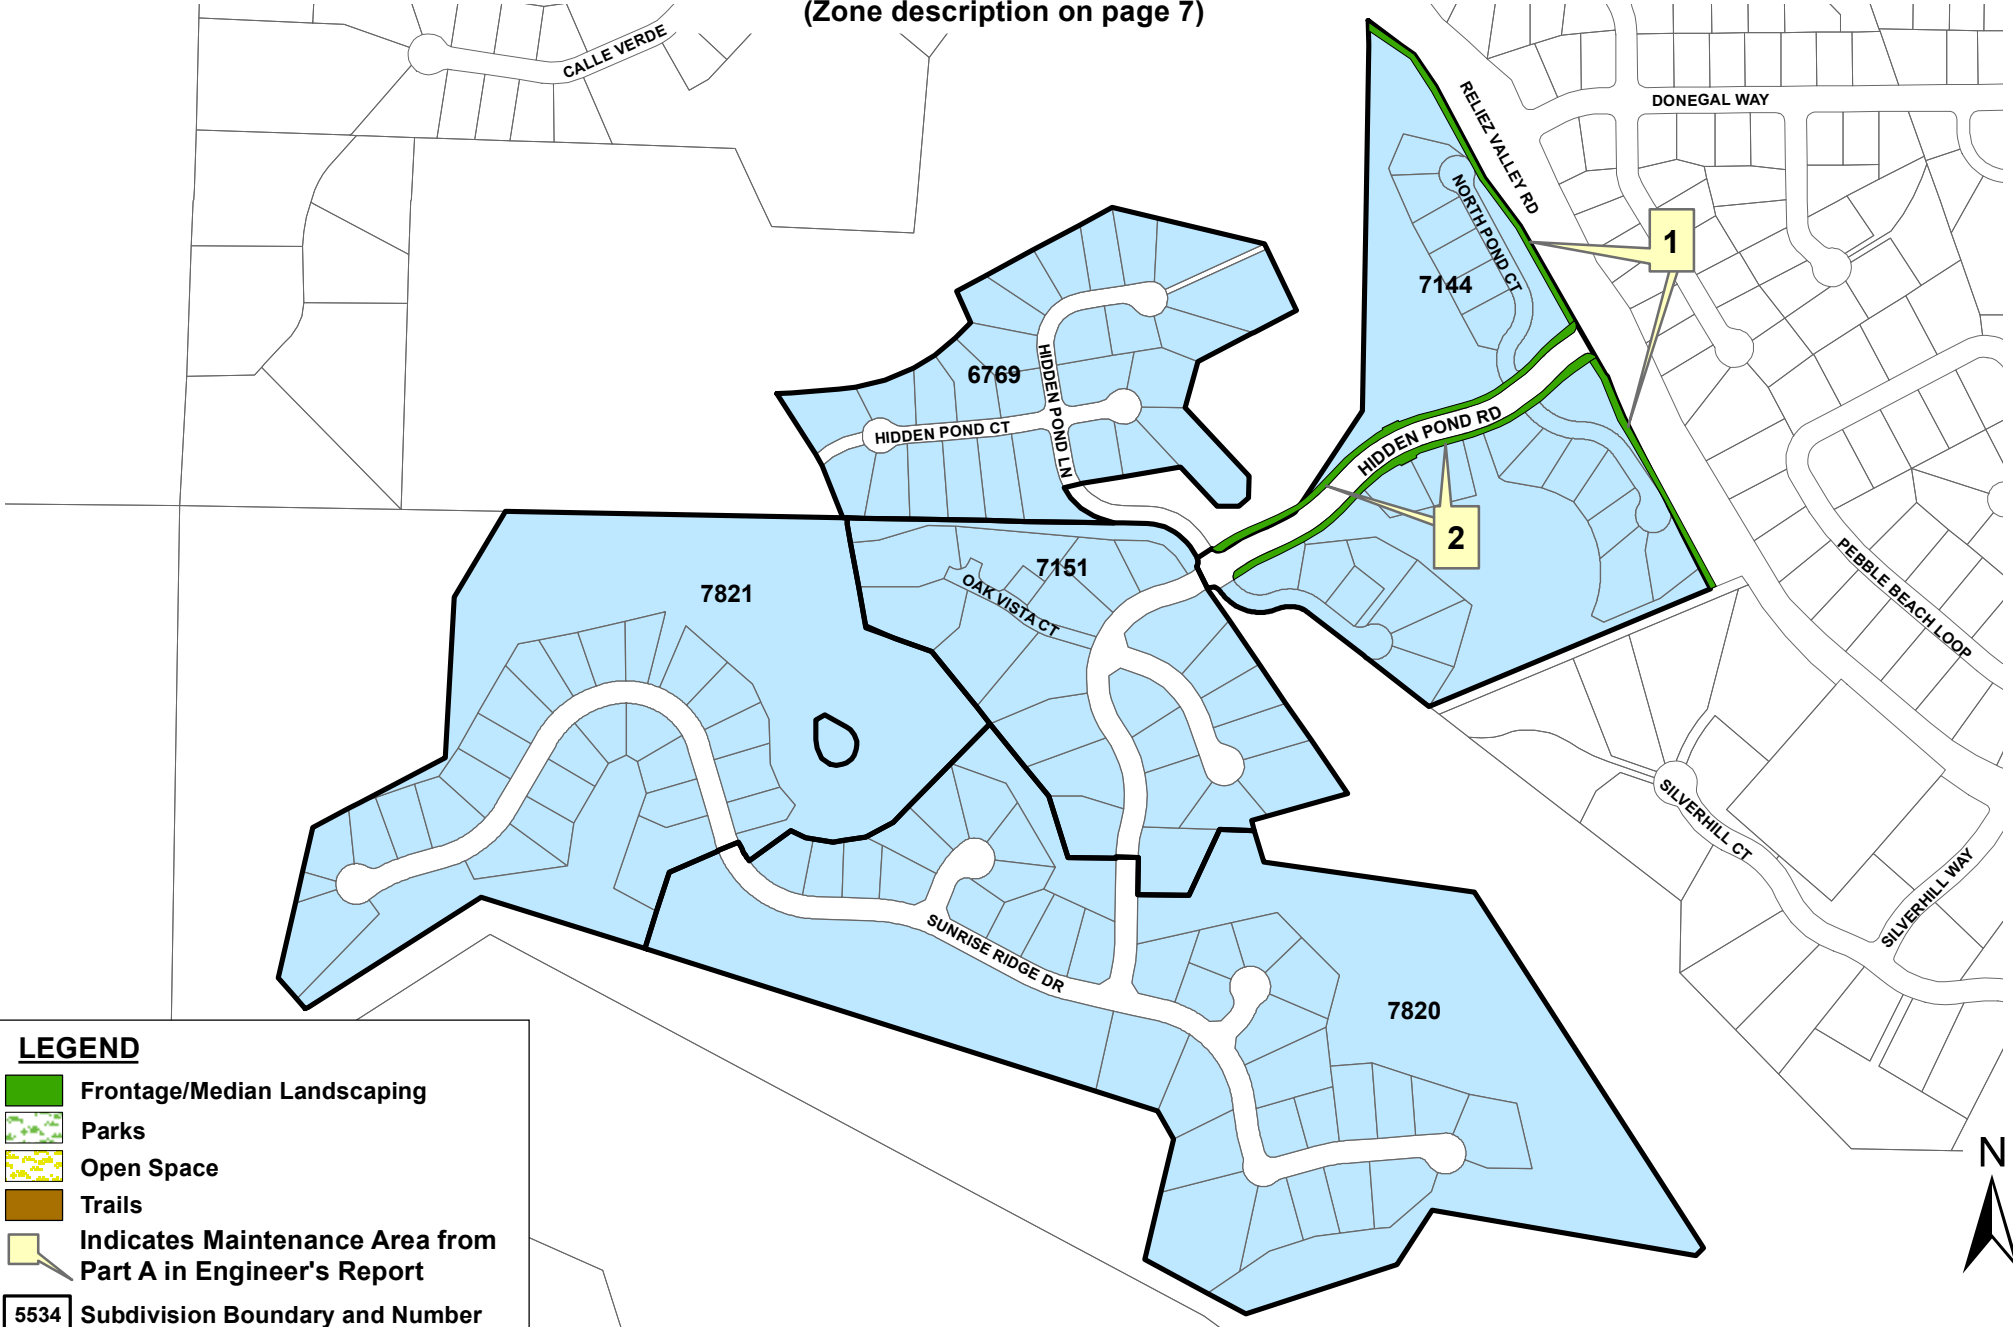 (Zone description on page 7)
CALLE VERDE
RELIEZ VALLEY RD
DONEGAL WAY
NORTH POND CT
1
7144
6769
HIDDEN POND LN
HIDDEN POND CT
HIDDEN POND RD
2
7151
OAK VISTA CT
7821
PEBBLE BEACH LOOP
SILVERHILL CT
SILVERHILL WAY
SUNRISE RIDGE DR
7820
N
LEGEND
Frontage/Median Landscaping
Parks
Open Space
Trails
Indicates Maintenance Area from
Part A in Engineer's Report
5534 Subdivision Boundary and Number